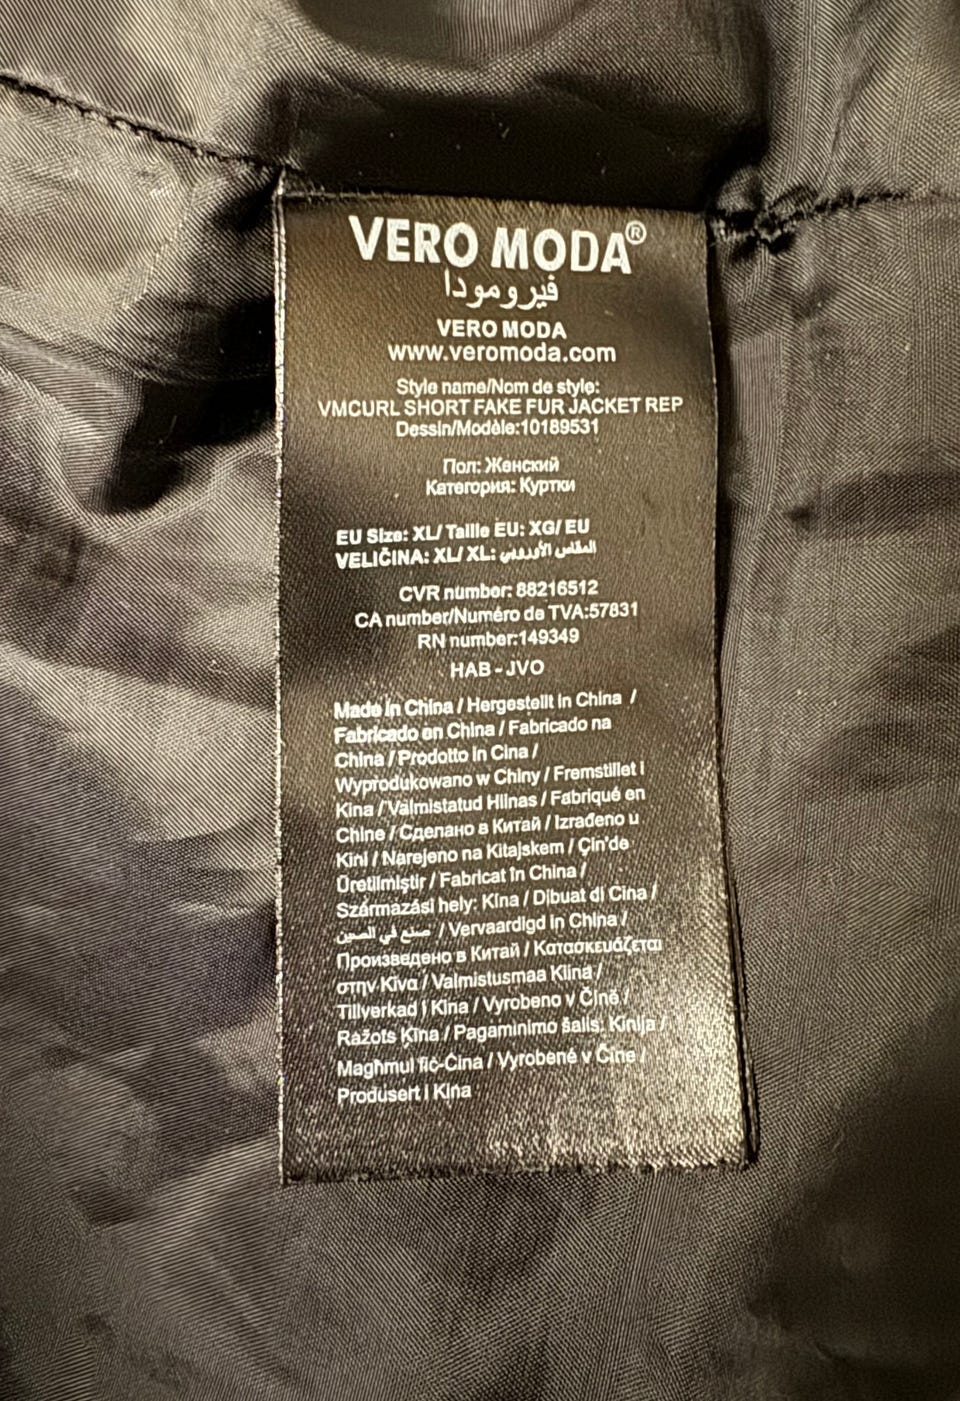 VERO MODA®
فيرومودا
VERO MODA
www.veromoda.com
Style name/Nom de style:
VMCURL SHORT FAKE FUR JACKET REP
Dessin/Modèle:10189531
Пол: Женский
Категория: Куртки
EU Size: XL/ Taille EU: XG/ EU
VELIČINA: XL/ XL: المقاس الأوروبي
CVR number: 88216512
CA number/Numéro de TVA:57831
RN number:149349
HAB - JVO
Made in China / Hergestellt in China /
Fabricado en China / Fabricado na
China / Prodotto in Cina /
Wyprodukowano w Chiny / Fremstillet i
Kina / Valmistatud Hiinas / Fabriqué en
Chine / Сделано в Китай / Izrađeno u
Kini / Narejeno na Kitajskem / Çin'de
Üretilmiştir / Fabricat în China /
Származási hely: Kína / Dibuat di Cina /
صنع في الصين / Vervaardigd in China /
Произведено в Китай / Κατασκευάζεται
στην Κίνα / Valmistusmaa Kiina /
Tillverkad i Kina / Vyrobeno v Číně /
Ražots Ķīna / Pagaminimo šalis: Kinija /
Magħmul fiċ-Ċina / Vyrobené v Číne /
Produsert i Kina